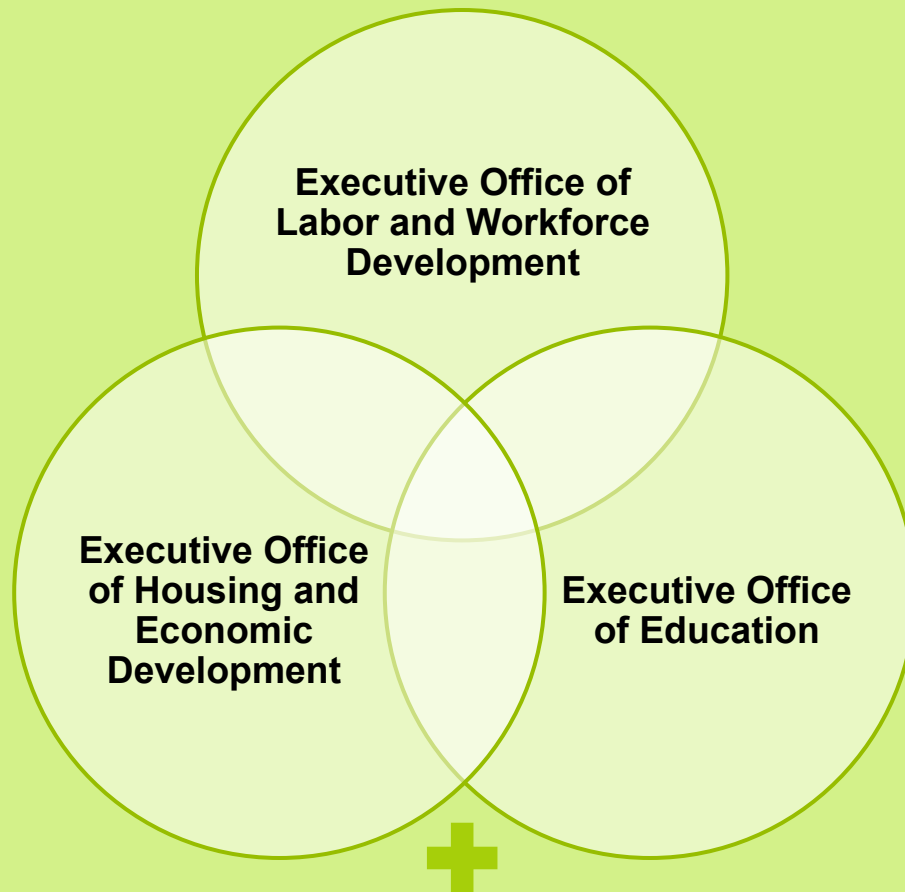 Executive Office of
Labor and Workforce
Development
Executive Office
of Housing and
Economic
Development
Executive Office
of Education